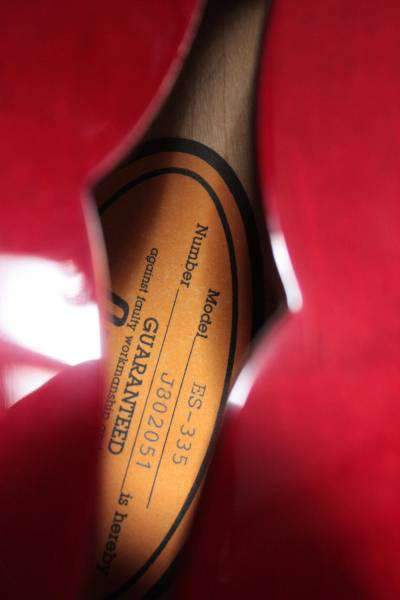 Model ES-335
Number J802051
is hereby
GUARANTEED
against faulty workmanship